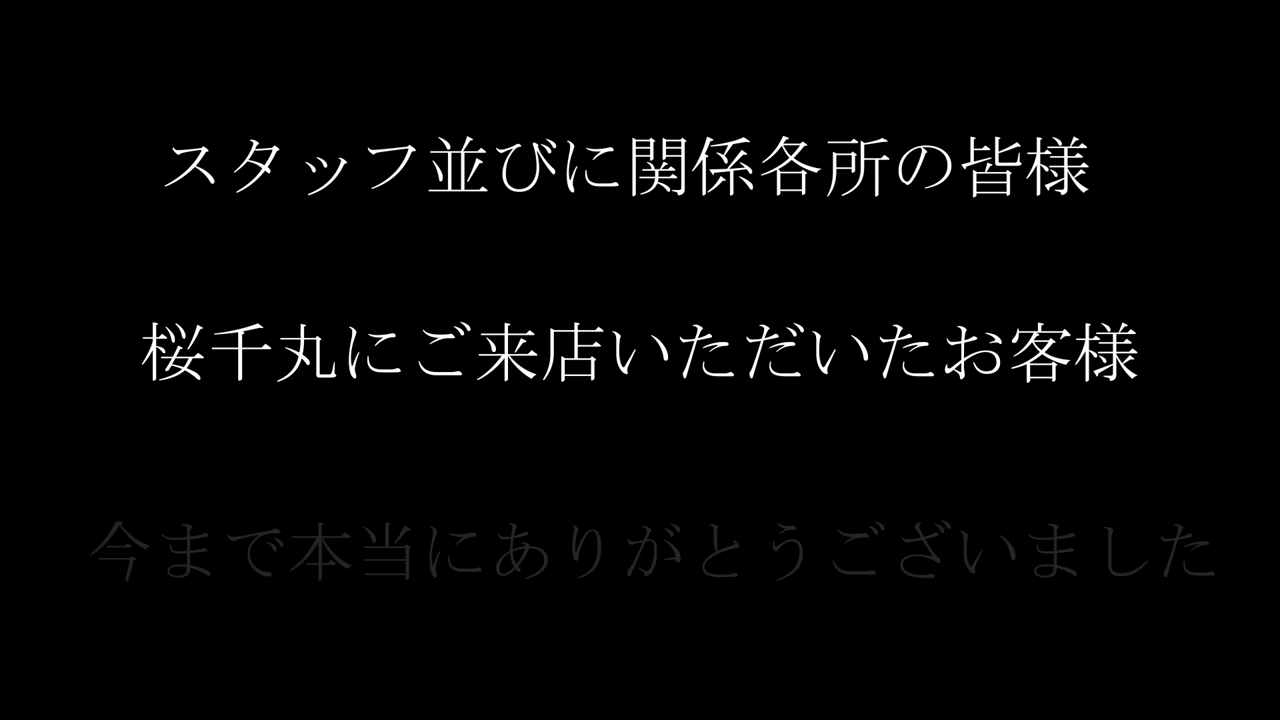 スタッフ並びに関係各所の皆様
桜千丸にご来店いただいたお客様
今まで本当にありがとうございました